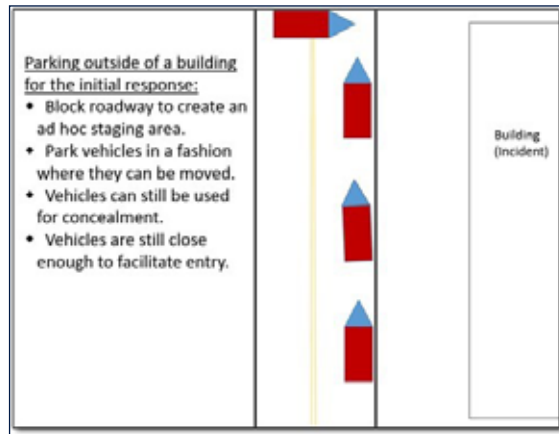 Parking outside of a building
for the initial response:
◆ Block roadway to create an
ad hoc staging area.
◆ Park vehicles in a fashion
where they can be moved.
◆ Vehicles can still be used
for concealment.
◆ Vehicles are still close
enough to facilitate entry.
Building
(Incident)